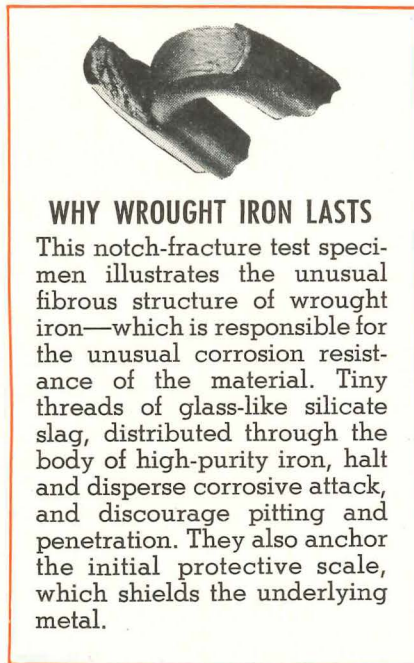 WHY WROUGHT IRON LASTS
This notch-fracture test speci-
men illustrates the unusual
fibrous structure of wrought
iron—which is responsible for
the unusual corrosion resist-
ance of the material. Tiny
threads of glass-like silicate
slag, distributed through the
body of high-purity iron, halt
and disperse corrosive attack,
and discourage pitting and
penetration. They also anchor
the initial protective scale,
which shields the underlying
metal.